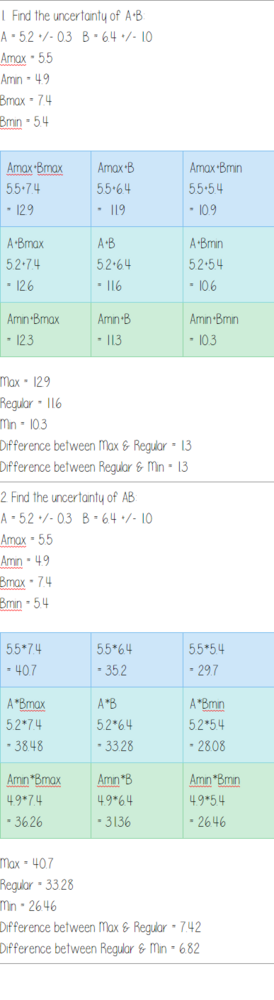 1. Find the uncertainty of A+B
A = 5.2 +/- 0.3 B = 6.4 +/- 1.0
Amax = 5.5
Amin = 4.9
Bmax = 7.4
Bmin = 5.4
Amax+Bmax
5.5+7.4
= 12.9
Amax+B
5.5+6.4
= 11.9
Amax+Bmin
5.5+5.4
= 10.9
A+Bmax
5.2+7.4
= 12.6
A+B
5.2+6.4
= 11.6
A+Bmin
5.2+5.4
= 10.6
Amin+Bmax
= 12.3
Amin+B
= 11.3
Amin+Bmin
= 10.3
Max = 12.9
Regular = 11.6
Min = 10.3
Difference between Max & Regular = 1.3
Difference between Regular & Min = 1.3
2. Find the uncertainty of AB
A = 5.2 +/- 0.3 B = 6.4 +/- 1.0
Amax = 5.5
Amin = 4.9
Bmax = 7.4
Bmin = 5.4
5.5*7.4
= 40.7
5.5*6.4
= 35.2
5.5*5.4
= 29.7
A*Bmax
5.2*7.4
= 38.48
A*B
5.2*6.4
= 33.28
A*Bmin
5.2*5.4
= 28.08
Amin*Bmax
4.9*7.4
= 36.26
Amin*B
4.9*6.4
= 31.36
Amin*Bmin
4.9*5.4
= 26.46
Max = 40.7
Regular = 33.28
Min = 26.46
Difference between Max & Regular = 7.42
Difference between Regular & Min = 6.82